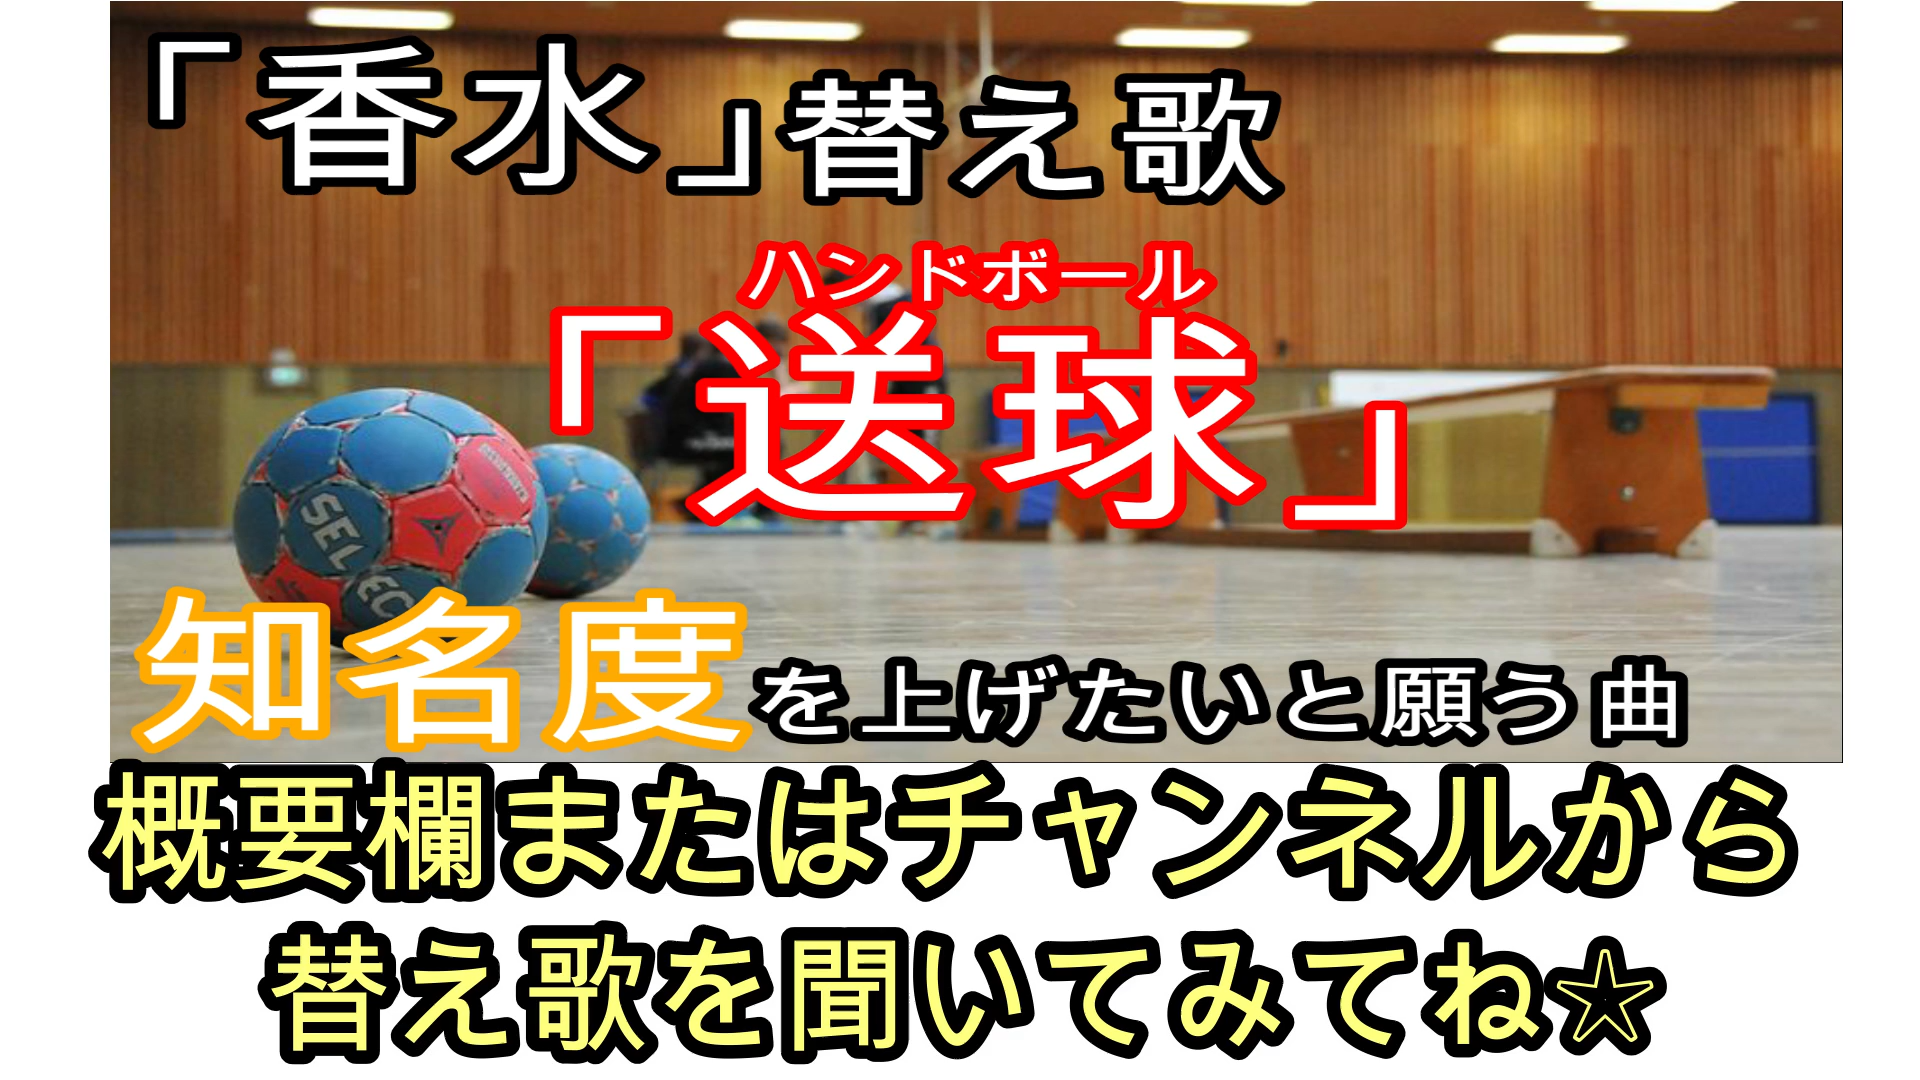 「香水」替え歌
ハンドボール
「送球」
SELEC
知名度を上げたいと願う曲
概要欄またはチャンネルから
替え歌を聞いてみてね☆